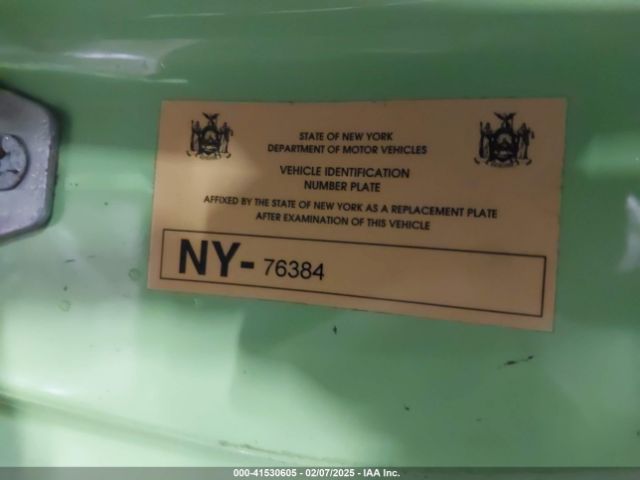 STATE OF NEW YORK
DEPARTMENT OF MOTOR VEHICLES
VEHICLE IDENTIFICATION
NUMBER PLATE
AFFIXED BY THE STATE OF NEW YORK AS A REPLACEMENT PLATE
AFTER EXAMINATION OF THIS VEHICLE
NY- 76384
000-41530605 - 02/07/2025 - IAA Inc.